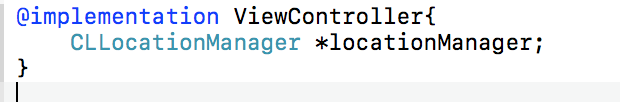 @implementation ViewController{
    CLLocationManager *locationManager;
}